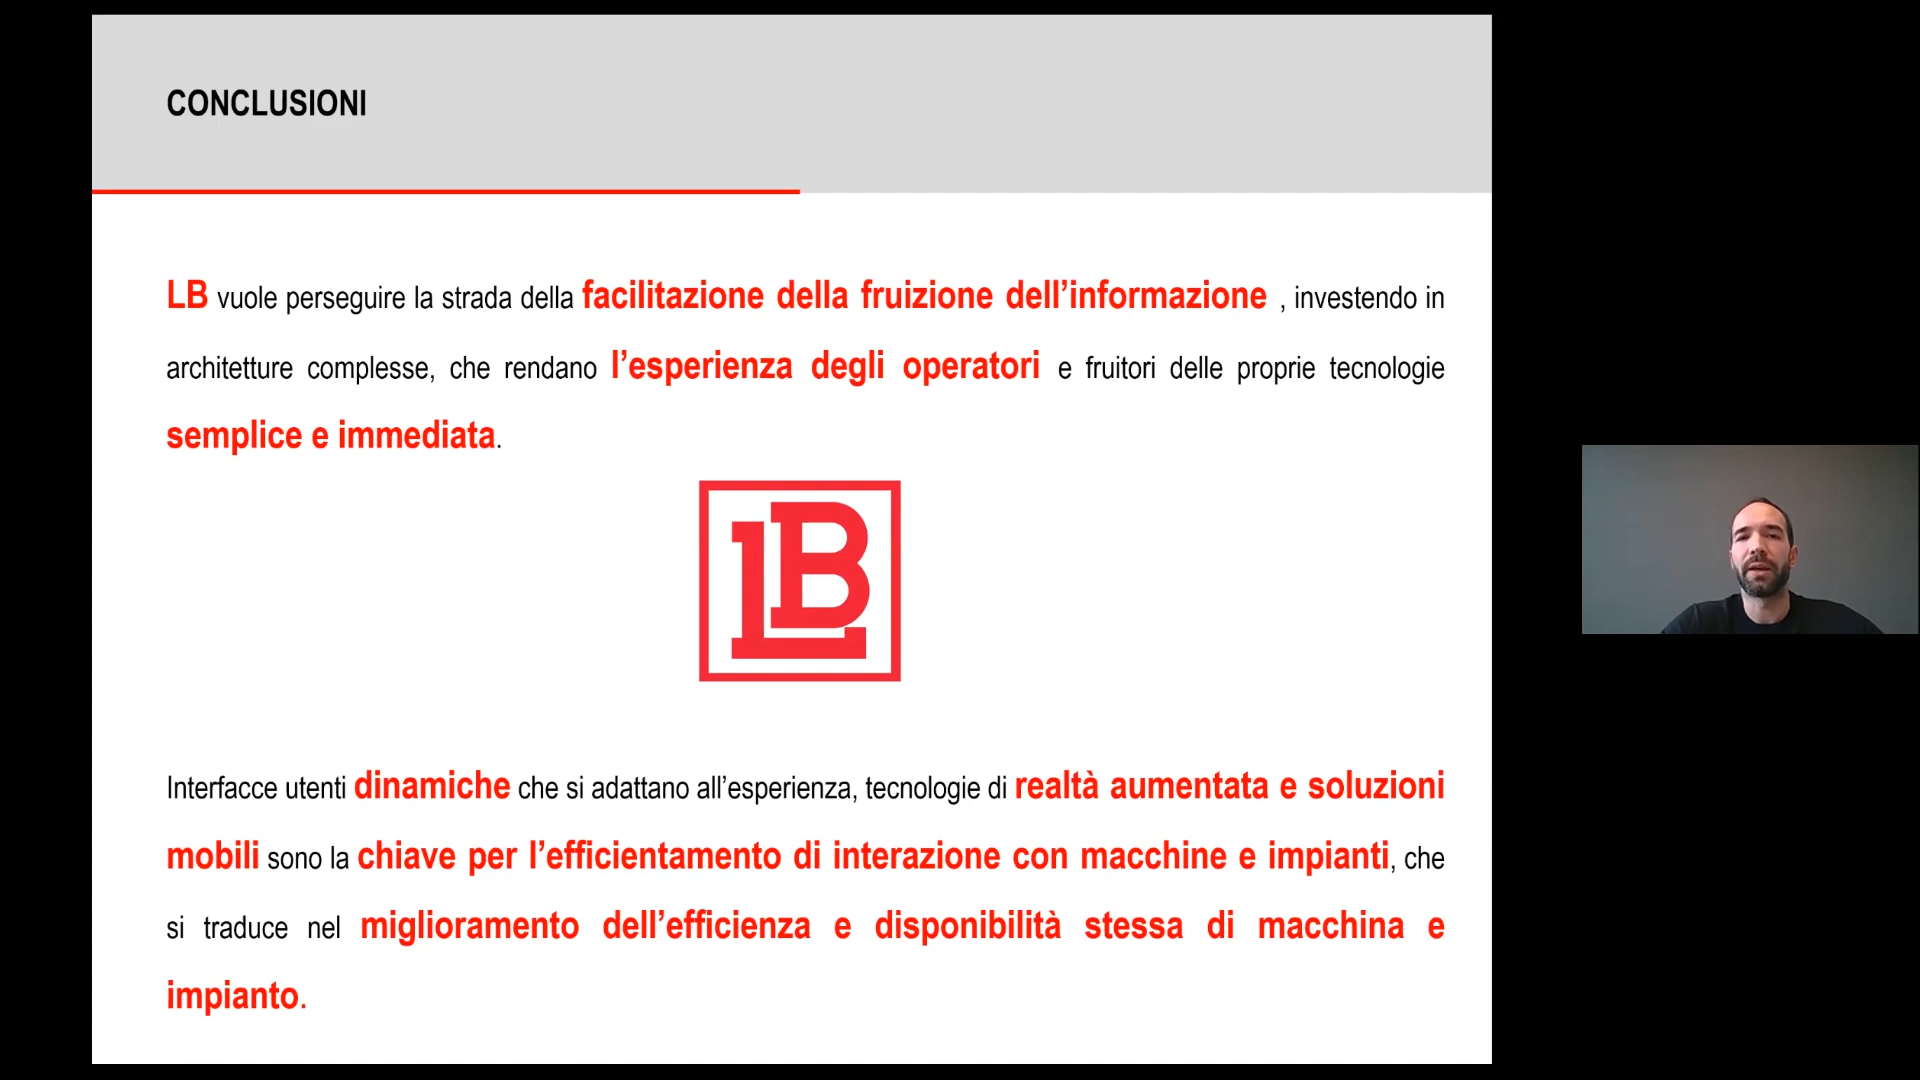 CONCLUSIONI
LB vuole perseguire la strada della facilitazione della fruizione dell’informazione , investendo in
architetture complesse, che rendano l’esperienza degli operatori e fruitori delle proprie tecnologie
semplice e immediata.
LB
Interfacce utenti dinamiche che si adattano all’esperienza, tecnologie di realtà aumentata e soluzioni
mobili sono la chiave per l’efficientamento di interazione con macchine e impianti, che
si traduce nel miglioramento dell’efficienza e disponibilità stessa di macchina e
impianto.